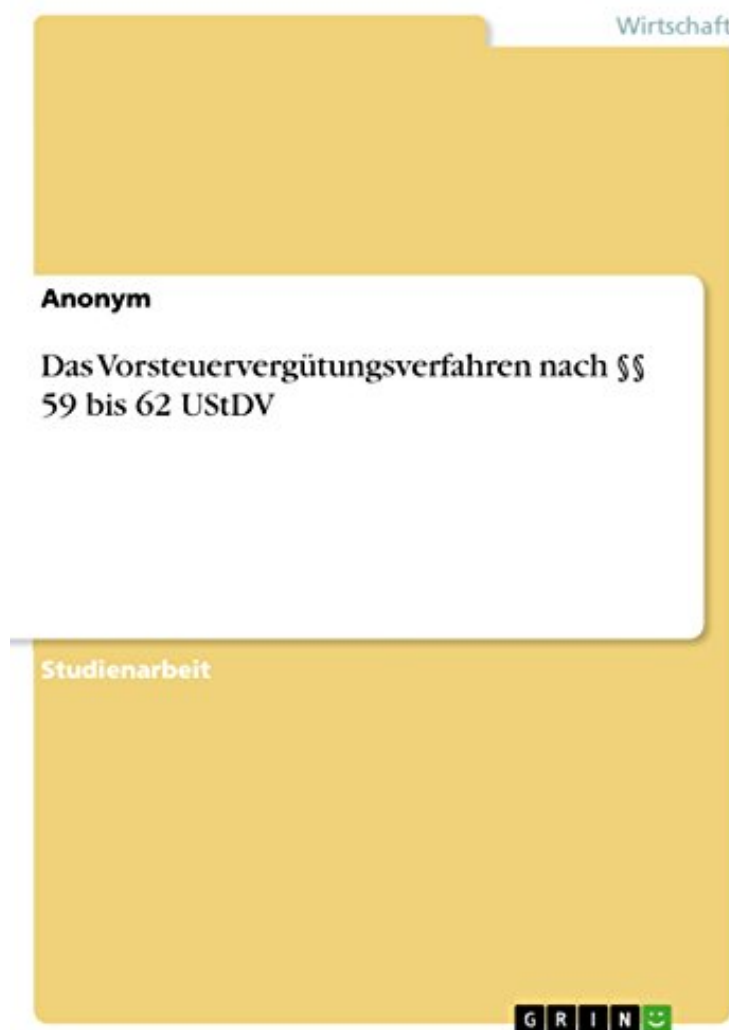 Wirtschaft
Anonym
Das Vorsteuervergütungsverfahren nach §§
59 bis 62 UStDV
Studienarbeit
GRIN